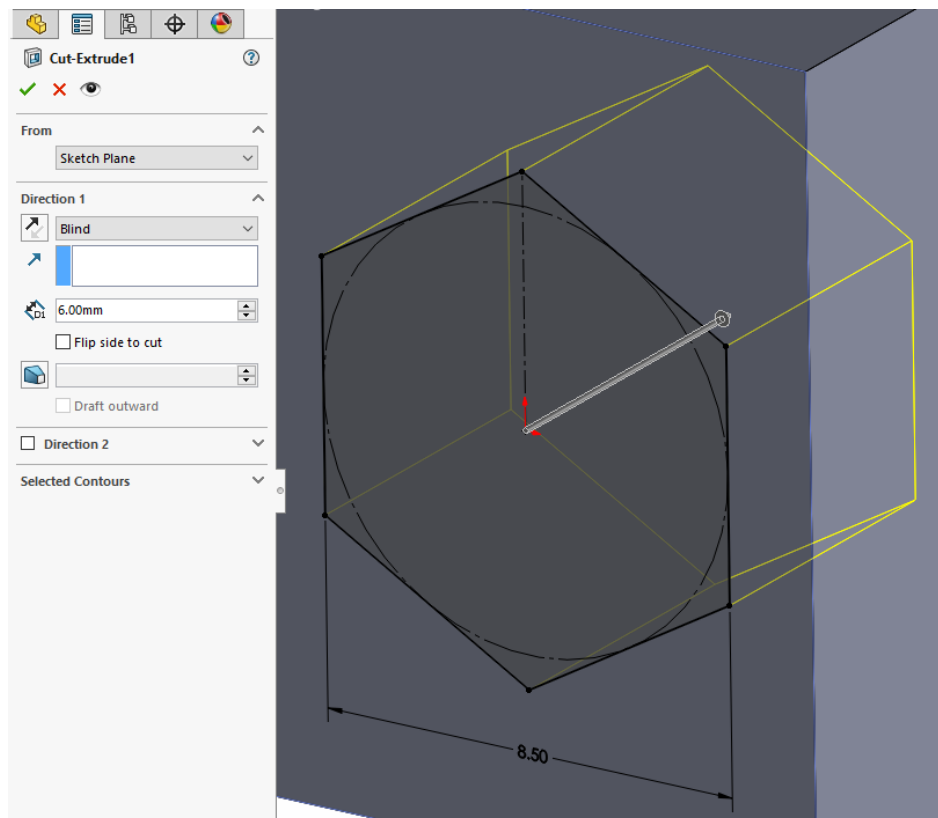 Cut-Extrude1
?
From
Sketch Plane
Direction 1
Blind
D1 6.00mm
Flip side to cut
Draft outward
Direction 2
Selected Contours
8.50